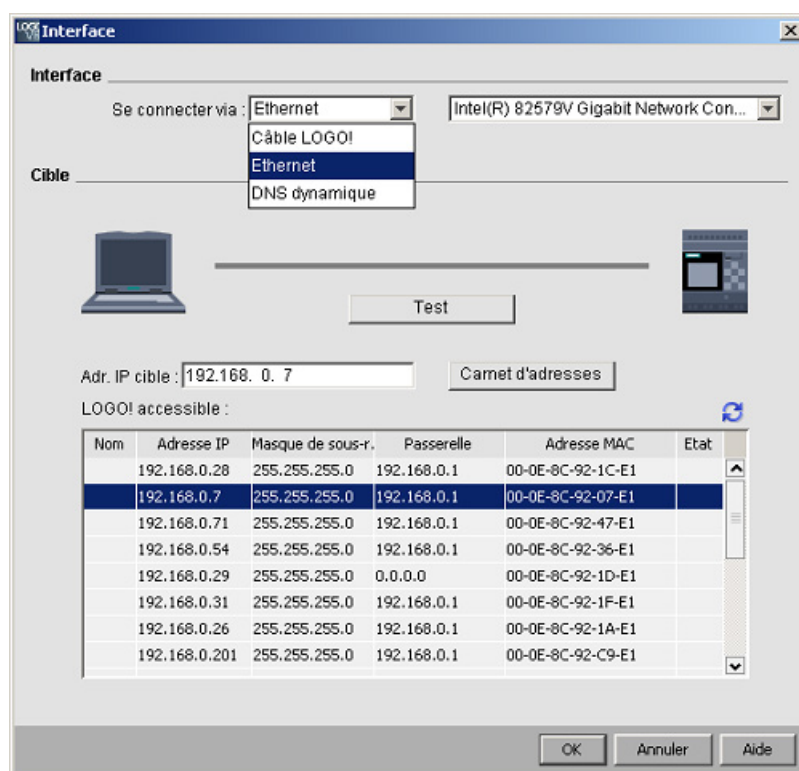 Interface
Interface
Se connecter via : Ethernet Intel(R) 82579V Gigabit Network Con...
Câble LOGO!
Ethernet
DNS dynamique
Cible
Test
Adr. IP cible : 192.168. 0. 7 Carnet d'adresses
LOGO! accessible :
Nom Adresse IP Masque de sous-r. Passerelle Adresse MAC Etat
192.168.0.28 255.255.255.0 192.168.0.1 00-0E-8C-92-1C-E1
192.168.0.7 255.255.255.0 192.168.0.1 00-0E-8C-92-07-E1
192.168.0.71 255.255.255.0 192.168.0.1 00-0E-8C-92-47-E1
192.168.0.54 255.255.255.0 192.168.0.1 00-0E-8C-92-36-E1
192.168.0.29 255.255.255.0 0.0.0.0 00-0E-8C-92-1D-E1
192.168.0.31 255.255.255.0 192.168.0.1 00-0E-8C-92-1F-E1
192.168.0.26 255.255.255.0 192.168.0.1 00-0E-8C-92-1A-E1
192.168.0.201 255.255.255.0 192.168.0.1 00-0E-8C-92-C9-E1
OK Annuler Aide